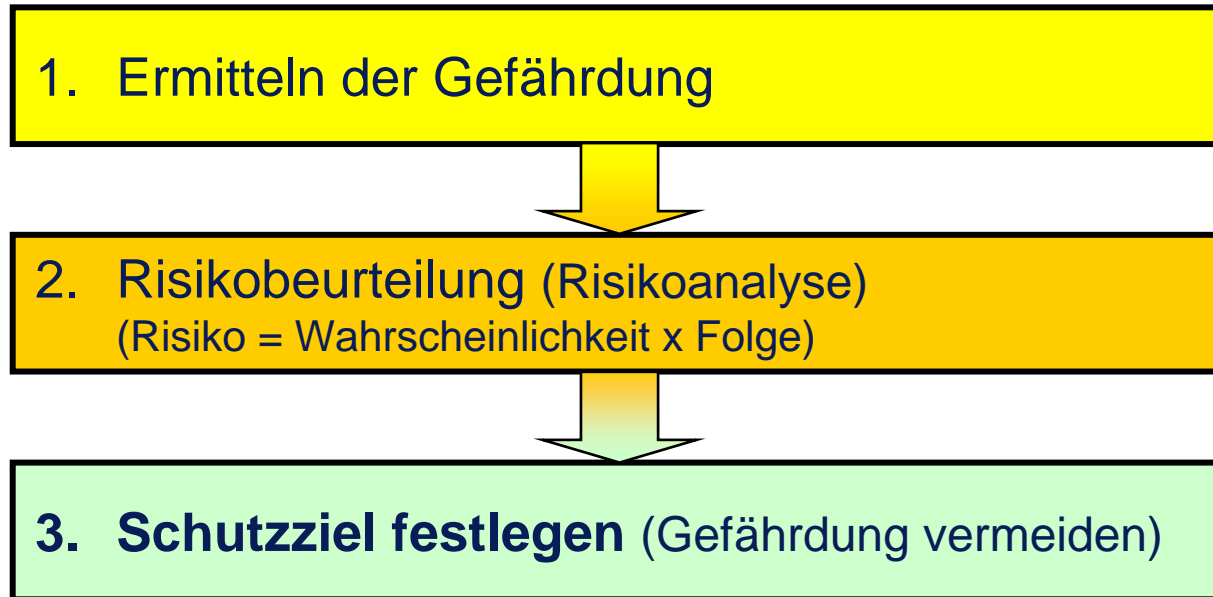 1. Ermitteln der Gefährdung
2. Risikobeurteilung (Risikoanalyse)
(Risiko = Wahrscheinlichkeit x Folge)
3. Schutzziel festlegen (Gefährdung vermeiden)